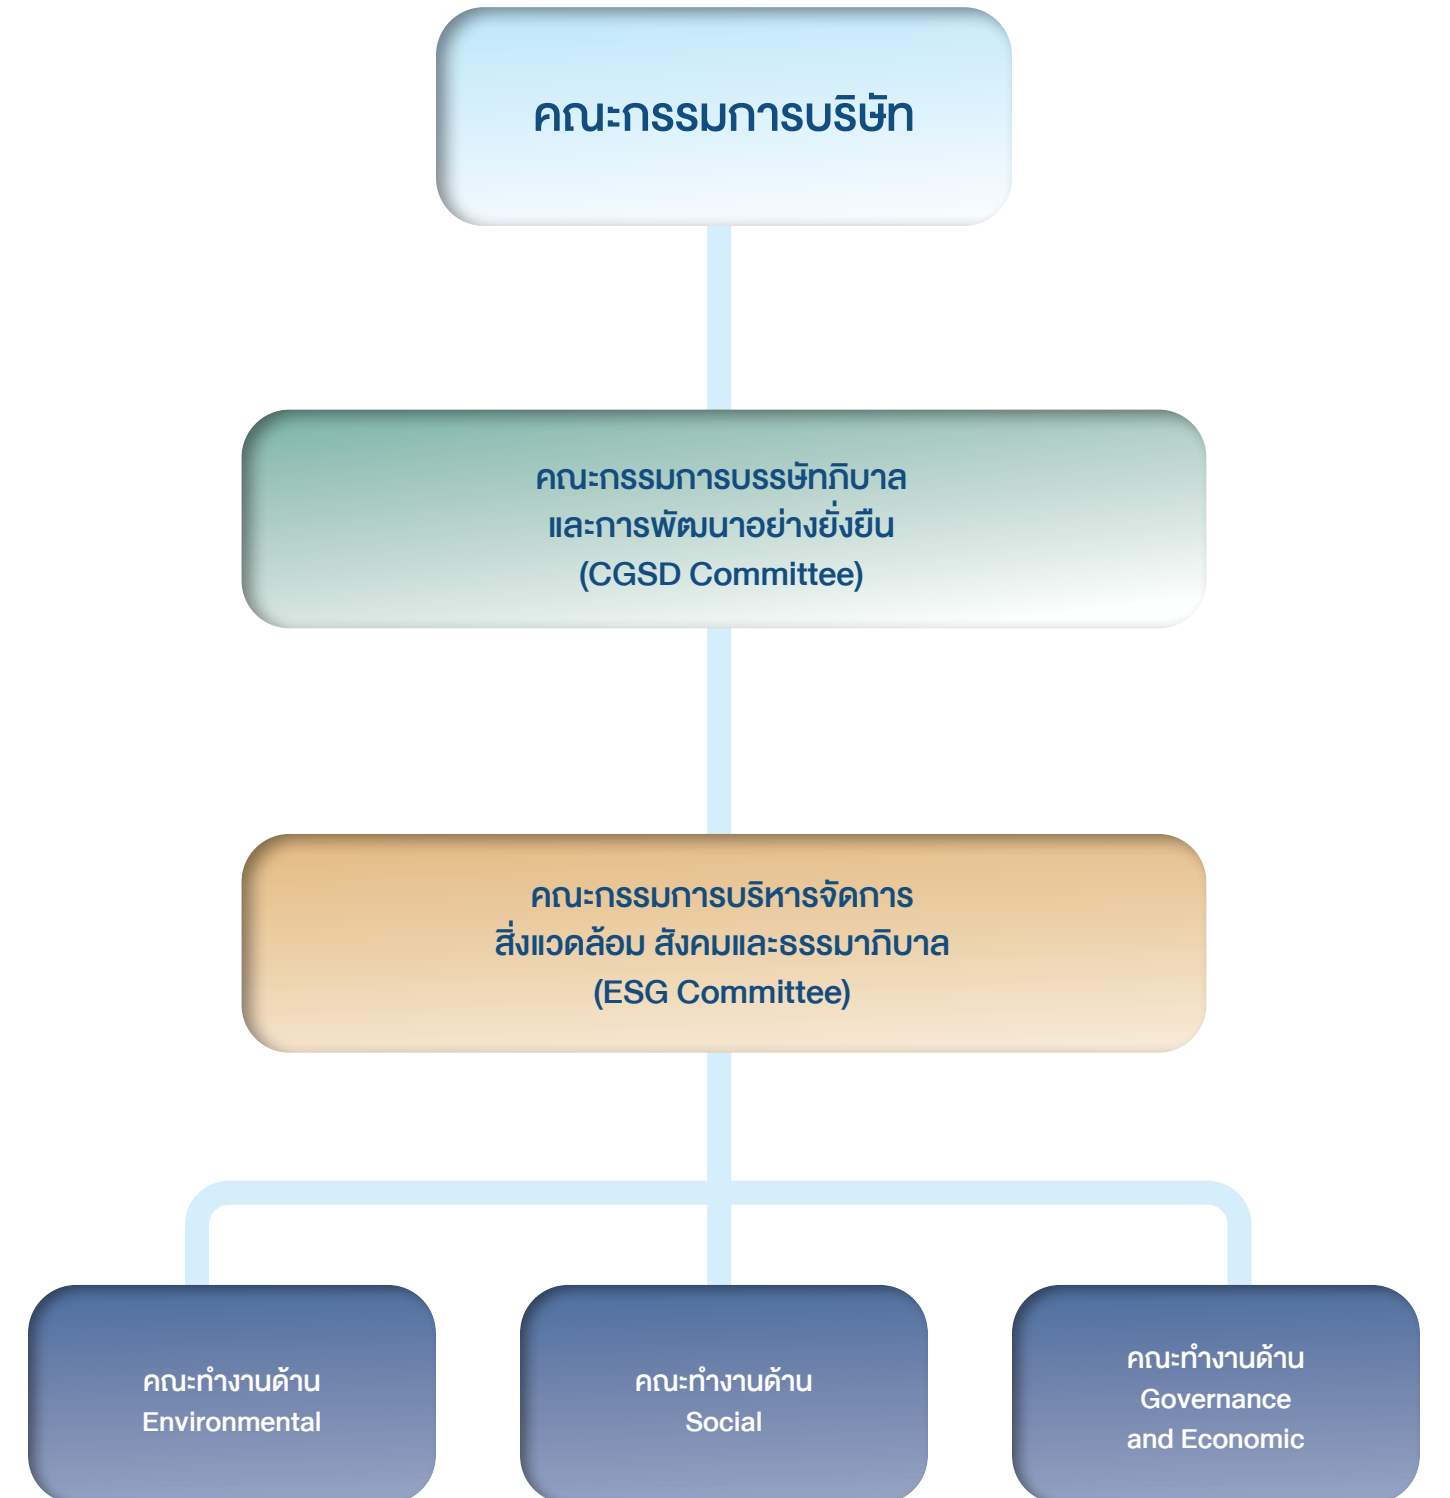 คณะกรรมการบริษัท
คณะกรรมการบรรษัทภิบาล
และการพัฒนาอย่างยั่งยืน
(CGSD Committee)
คณะกรรมการบริหารจัดการ
สิ่งแวดล้อม สังคมและธรรมาภิบาล
(ESG Committee)
คณะทำงานด้าน
Environmental
คณะทำงานด้าน
Social
คณะทำงานด้าน
Governance
and Economic